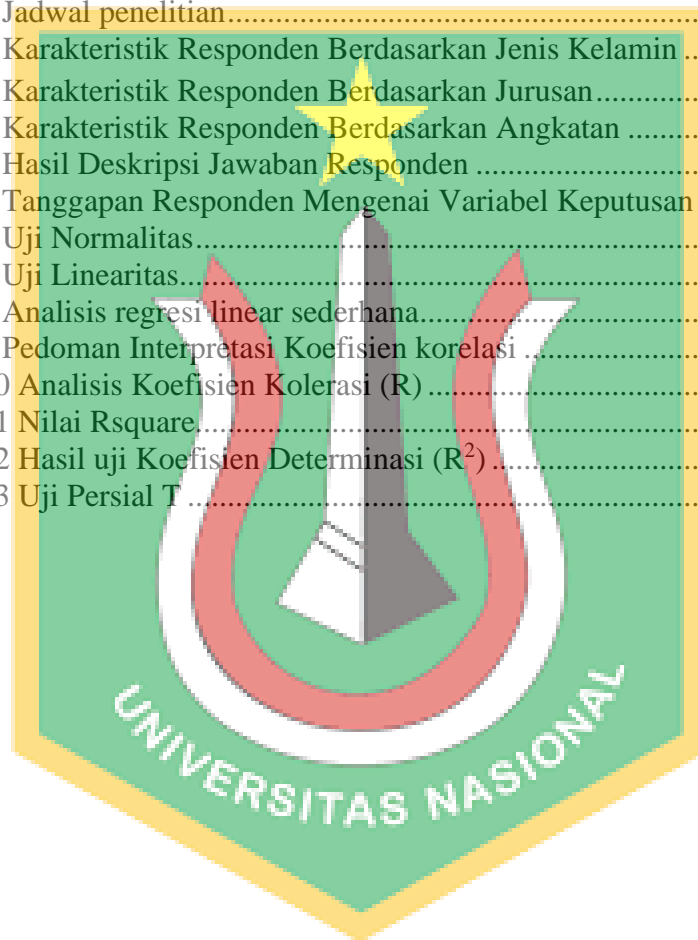 Jadwal penelitian
Karakteristik Responden Berdasarkan Jenis Kelamin
Karakteristik Responden Berdasarkan Jurusan
Karakteristik Responden Berdasarkan Angkatan
Hasil Deskripsi Jawaban Responden
Tanggapan Responden Mengenai Variabel Keputusan
Uji Normalitas
Uji Linearitas
Analisis regresi linear sederhana
Pedoman Interpretasi Koefisien korelasi
0 Analisis Koefisien Kolerasi (R)
1 Nilai Rsquare
2 Hasil uji Koefisien Determinasi (R²)
3 Uji Persial T
UNIVERSITAS NASIONAL